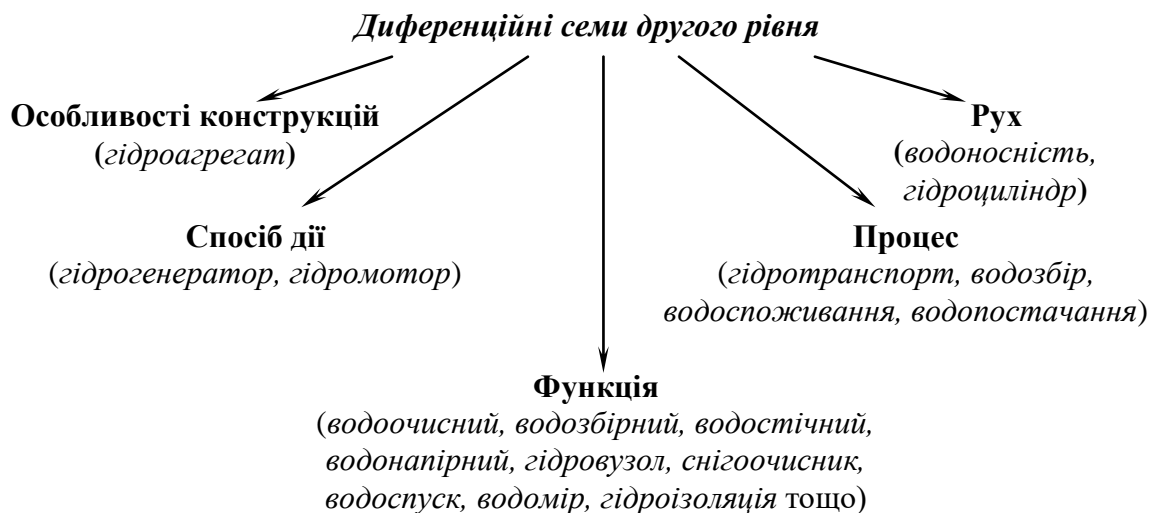 Диференційні семи другого рівня
Особливості конструкцій
(гідроагрегат)
Рух
(водоносність,
гідроциліндр)
Спосіб дії
(гідрогенератор, гідромотор)
Процес
(гідротранспорт, водозбір,
водоспоживання, водопостачання)
Функція
(водоочисний, водозбірний, водостічний,
водонапірний, гідровузол, снігоочисник,
водоспуск, водомір, гідроізоляція тощо)